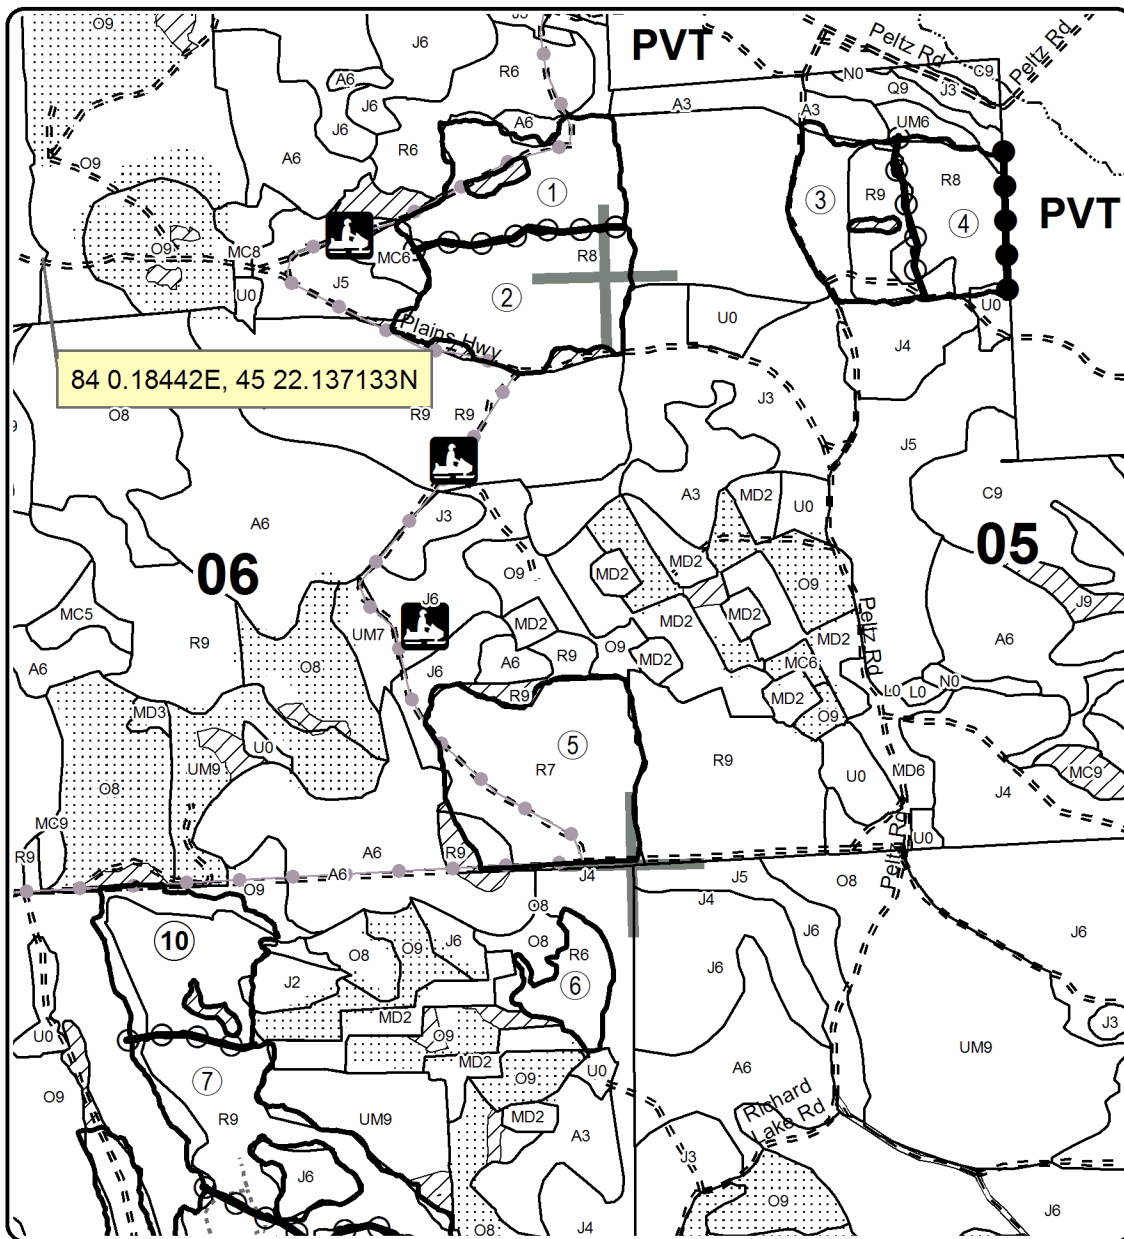 O9
J6
J5
PVT
Peltz Rd
Peltz Rd
R6
A6
N0
C9
Q9
J3
J6
A3
A3
J6
A6
UM6
R6
O9
A6
1
R9
R8
3
4
PVT
O9
MC8
MC6
R8
J5
U0
2
U0
U0
Plains Hwy
J4
84 0.18442E, 45 22.137133N
O8
R9
R9
J3
9
J5
A3
MD2
U0
C9
J3
A6
06
05
MD2
MD2
O9
O9
J6
MD2
MD2
MD2
J9
MC5
UM7
Peltz Rd
R9
MD2
A6
A6
O8
J6
A6
R9
O9
MD2
MC6
N0
L0
L0
MD2
R9
MD3
O9
5
U0
UM9
R7
R9
U0
MD6
MC9
O8
J4
MC9
Peltz Rd
U0
R9
A6
R9
A6
J4
J5
O8
O9
J4
O8
10
O8
J6
O9
O8
R6
J6
J6
J6
J2
6
MD2
J3
U0
O9
UM9
MD2
A6
7
O9
U0
O9
Richard
Lake Rd
R9
UM9
MD2
A3
J3
J6
O9
J6
O8
J4